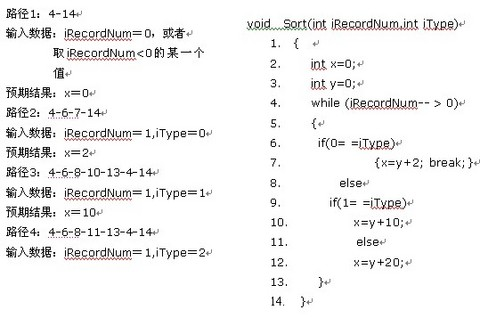 路径1：4-14
输入数据：iRecordNum＝0，或者
取iRecordNum<0的某一个
值
预期结果：x＝0
路径2：4-6-7-14
输入数据：iRecordNum＝1,iType＝0
预期结果：x＝2
路径3：4-6-8-10-13-4-14
输入数据：iRecordNum＝1,iType＝1
预期结果：x＝10
路径4：4-6-8-11-13-4-14
输入数据：iRecordNum＝1,iType＝2
void Sort(int iRecordNum,int iType)
1. {
2. int x=0;
3. int y=0;
4. while (iRecordNum-- > 0)
5. {
6. if(0= =iType)
7. {x=y+2; break;}
8. else
9. if(1= =iType)
10. x=y+10;
11. else
12. x=y+20;
13. }
14. }